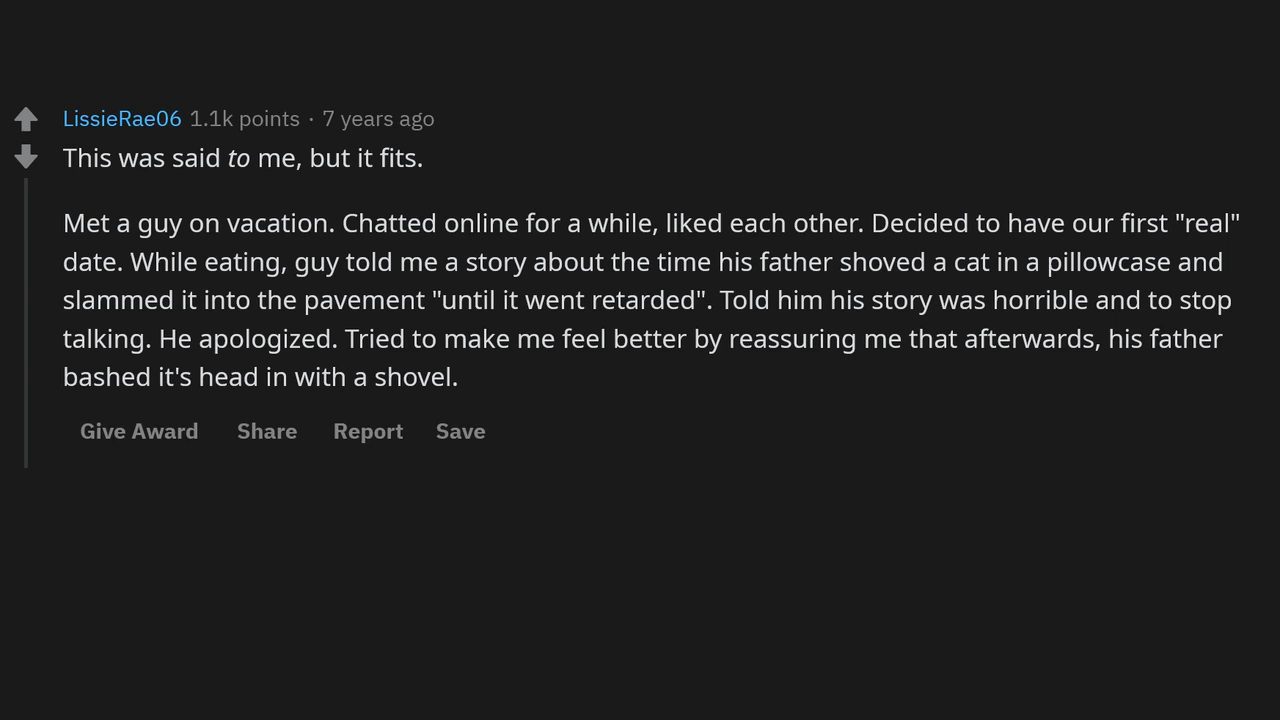 LissieRae06 1.1k points · 7 years ago
This was said to me, but it fits.
Met a guy on vacation. Chatted online for a while, liked each other. Decided to have our first "real"
date. While eating, guy told me a story about the time his father shoved a cat in a pillowcase and
slammed it into the pavement "until it went retarded". Told him his story was horrible and to stop
talking. He apologized. Tried to make me feel better by reassuring me that afterwards, his father
bashed it's head in with a shovel.
Give Award Share Report Save